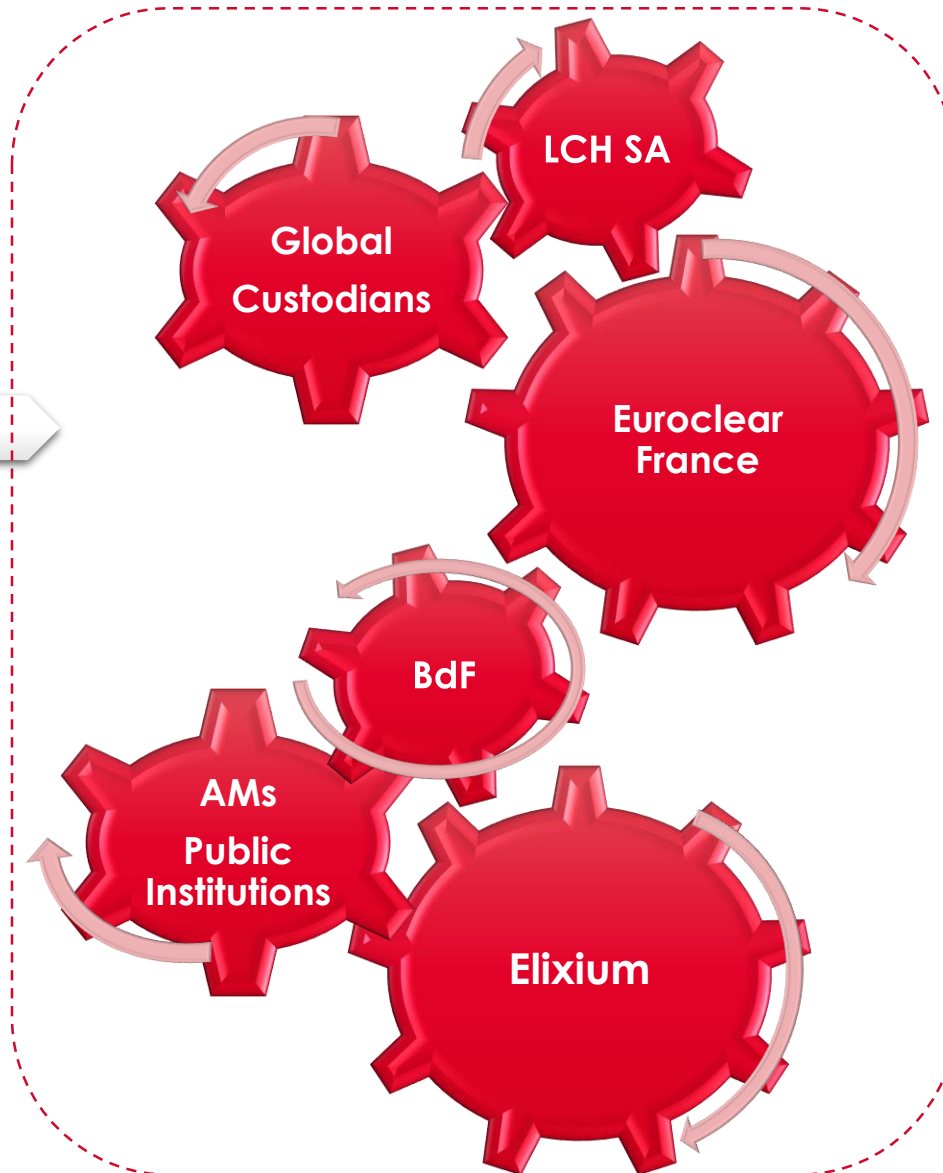 LCH SA
Global
Custodians
Euroclear
France
BdF
AMs
Public
Institutions
Elixium